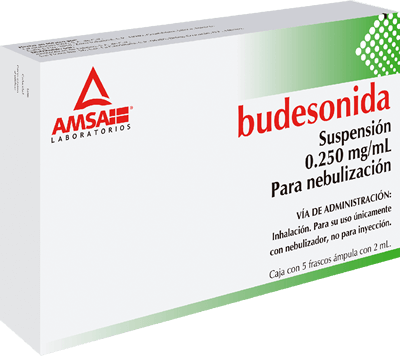 AMSA
LABORATORIOS
budesonida
Suspensión
0.250 mg/mL
Para nebulización
VÍA DE ADMINISTRACIÓN:
Inhalación. Para su uso únicamente
con nebulizador, no para inyección.
Caja con 5 frascos ámpula con 2 mL.